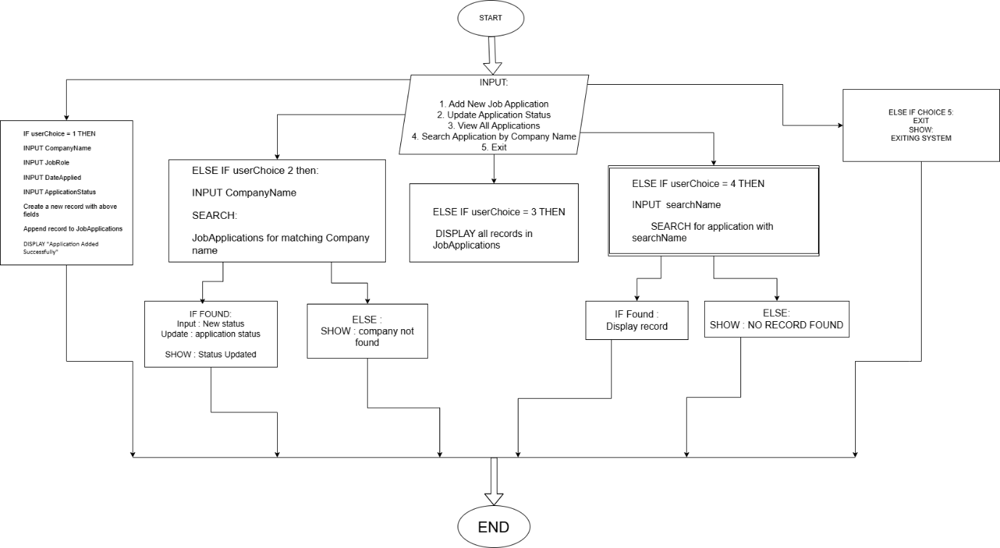 START
INPUT:
1. Add New Job Application
2. Update Application Status
3. View All Applications
4. Search Application by Company Name
5. Exit
IF userChoice = 1 THEN
INPUT CompanyName
INPUT JobRole
INPUT DateApplied
INPUT ApplicationStatus
Create a new record with above
fields
Append record to JobApplications
DISPLAY "Application Added
Successfully"
ELSE IF userChoice 2 then:
INPUT CompanyName
SEARCH:
JobApplications for matching Company
name
ELSE IF userChoice = 3 THEN
DISPLAY all records in
JobApplications
ELSE IF userChoice = 4 THEN
INPUT searchName
SEARCH for application with
searchName
ELSE IF CHOICE 5:
EXIT
SHOW:
EXITING SYSTEM
IF FOUND:
Input : New status
Update : application status
SHOW : Status Updated
ELSE :
SHOW : company not
found
IF Found :
Display record
ELSE:
SHOW : NO RECORD FOUND
END